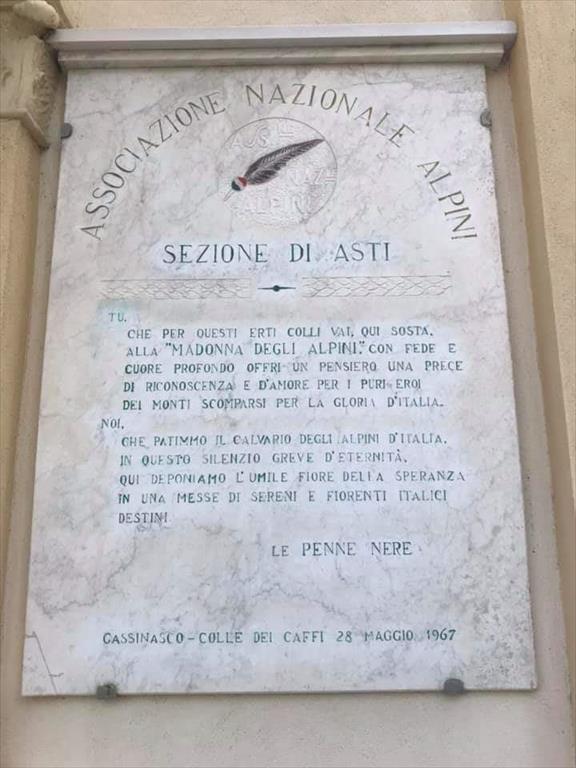 ASSOCIAZIONE NAZIONALE ALPINI
ALPINI
SEZIONE DI ASTI
TU,
CHE PER QUESTI ERTI COLLI VAI, QUI SOSTA.
ALLA "MADONNA DEGLI ALPINI," CON FEDE E
CUORE PROFONDO OFFRI UN PENSIERO UNA PRECE
DI RICONOSCENZA E D'AMORE PER I PURI EROI
DEI MONTI SCOMPARSI PER LA GLORIA D'ITALIA.
NOI,
CHE PATIMMO IL CALVARIO DEGLI ALPINI D'ITALIA,
IN QUESTO SILENZIO GREVE D'ETERNITÀ,
QUI DEPONIAMO L'UMILE FIORE DELLA SPERANZA
IN UNA MESSE DI SERENI E FIORENTI ITALICI
DESTINI
LE PENNE NERE
CASSINASCO - COLLE DEI CAFFI 28 MAGGIO 1967